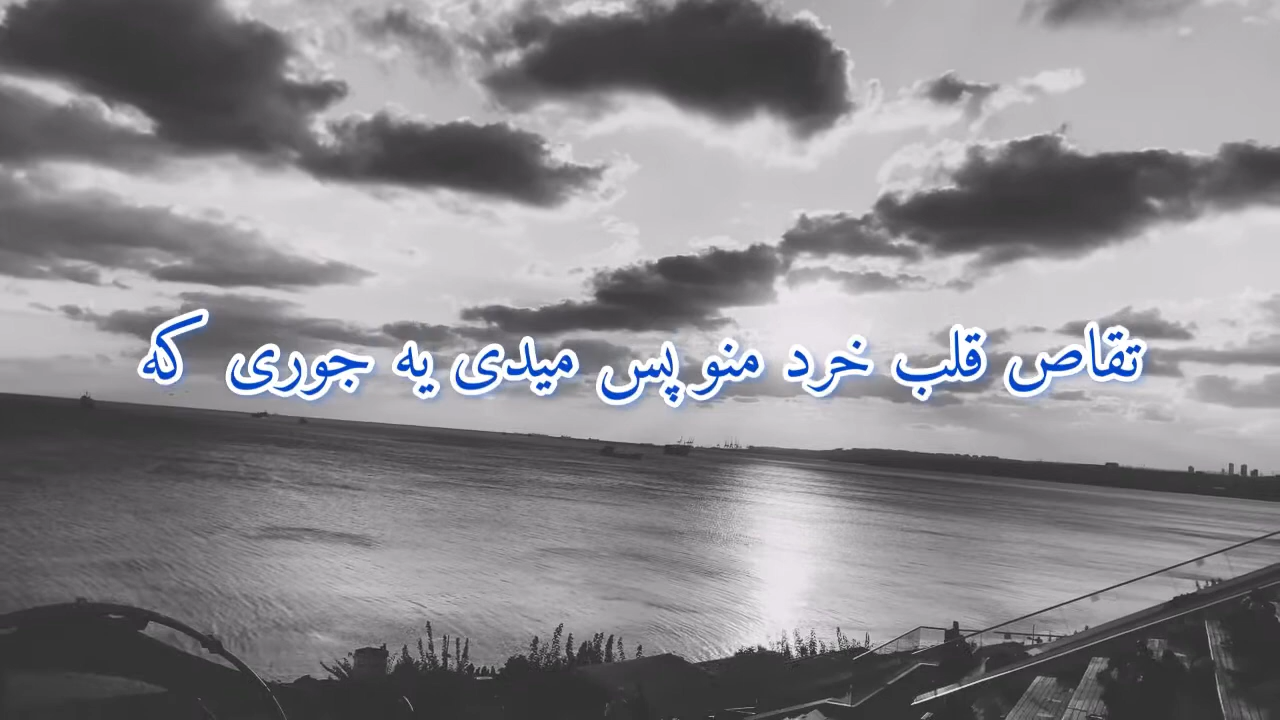 تقاص قلب خرد منو پس میدی یه جوری که